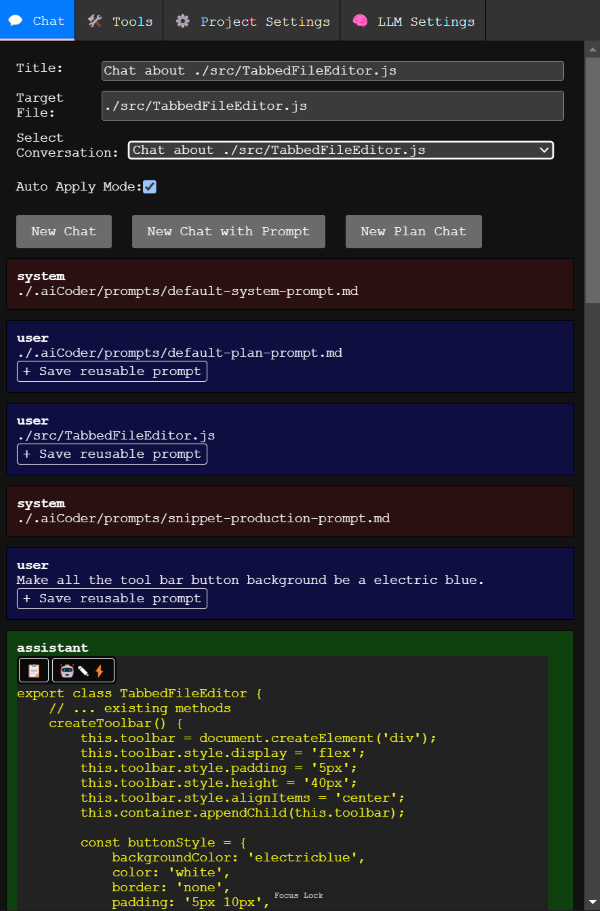 Chat Tools Project Settings LLM Settings
Title: Chat about ./src/TabbedFileEditor.js
Target
File: ./src/TabbedFileEditor.js
Select
Conversation: Chat about ./src/TabbedFileEditor.js
Auto Apply Mode:
New Chat New Chat with Prompt New Plan Chat
system
./.aiCoder/prompts/default-system-prompt.md
user
./.aiCoder/prompts/default-plan-prompt.md
+ Save reusable prompt
user
./src/TabbedFileEditor.js
+ Save reusable prompt
system
./.aiCoder/prompts/snippet-production-prompt.md
user
Make all the tool bar button background be a electric blue.
+ Save reusable prompt
assistant
export class TabbedFileEditor {
    // ... existing methods
    createToolbar() {
        this.toolbar = document.createElement('div');
        this.toolbar.style.display = 'flex';
        this.toolbar.style.padding = '5px';
        this.toolbar.style.height = '40px';
        this.toolbar.style.alignItems = 'center';
        this.container.appendChild(this.toolbar);

        const buttonStyle = {
            backgroundColor: 'electricblue',
            color: 'white',
            border: 'none',
            padding: '5px 10px',
Focus Lock